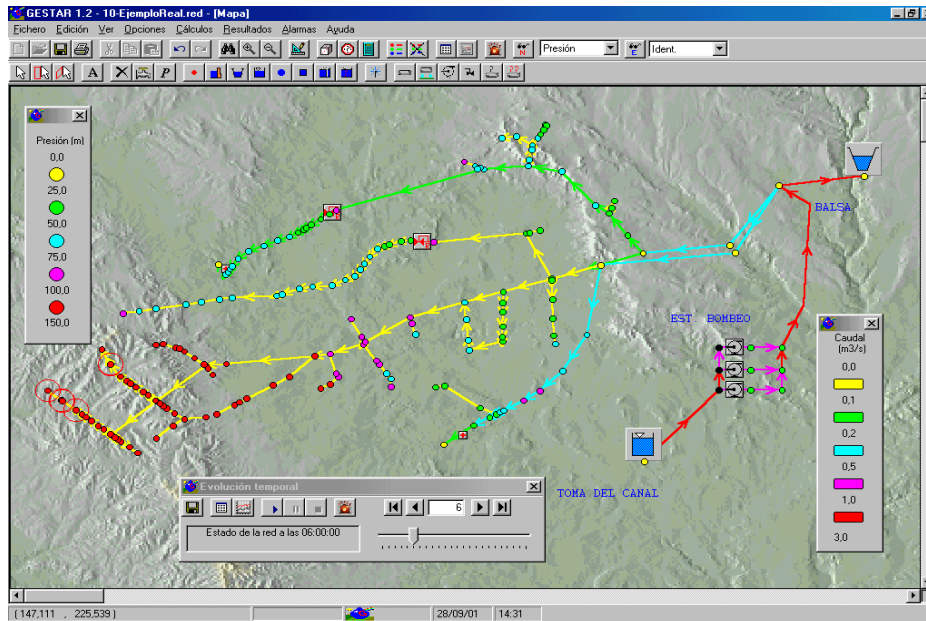 GESTAR 1.2 - 10-EjemploReal.red - [Mapa]
Fichero Edición Ver Opciones Cálculos Resultados Alarmas Ayuda
N Presión E Ident.
A P
Presión (m)
0,0
25,0
50,0
75,0
100,0
150,0
BALSA
EST. BOMBEO
Caudal
(m3/s)
0,0
0,1
0,2
0,5
1,0
3,0
TOMA DEL CANAL
Evolución temporal
6
Estado de la red a las 06:00:00
(147,111 , 225,539) 28/09/01 14:31